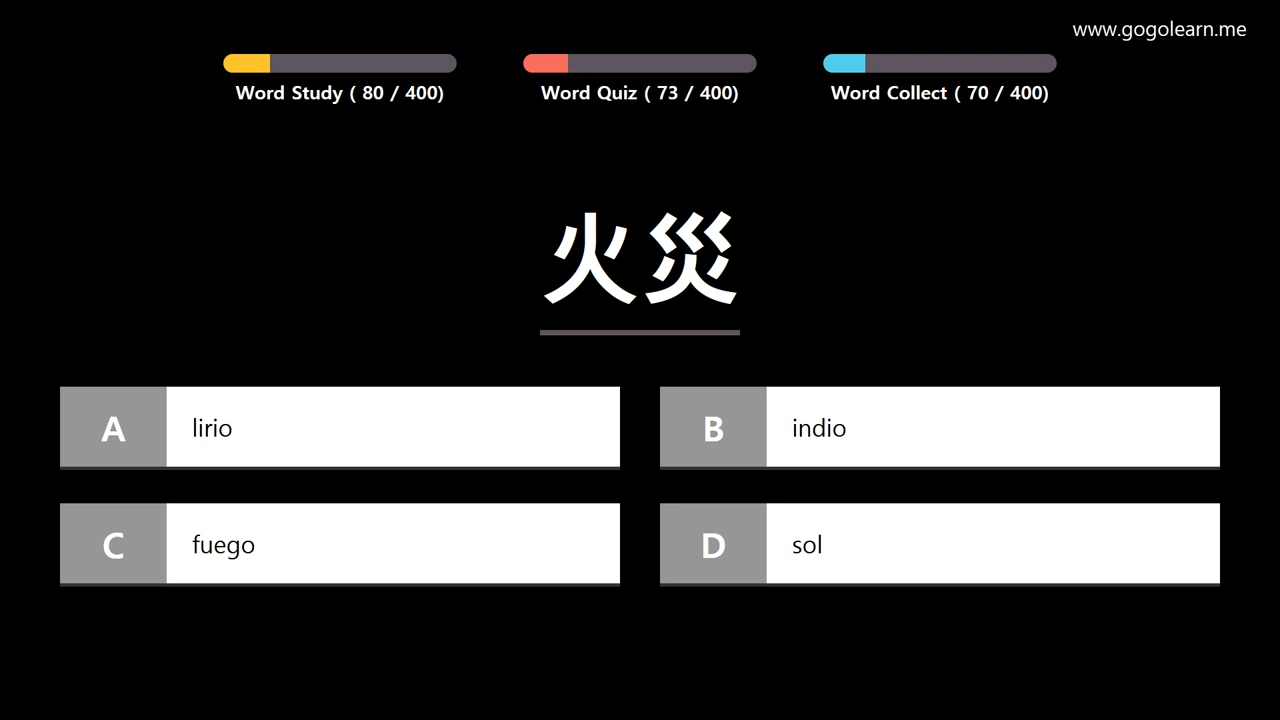 www.gogolearn.me
Word Study ( 80 / 400)
Word Quiz ( 73 / 400)
Word Collect ( 70 / 400)
火災
A lirio
B indio
C fuego
D sol